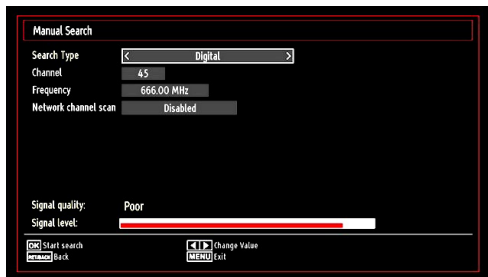 Manual Search
Search Type < Digital >
Channel 45
Frequency 666.00 MHz
Network channel scan Disabled
Signal quality: Poor
Signal level:
OK Start search ◀ ▶ Change Value
Back MENU Exit